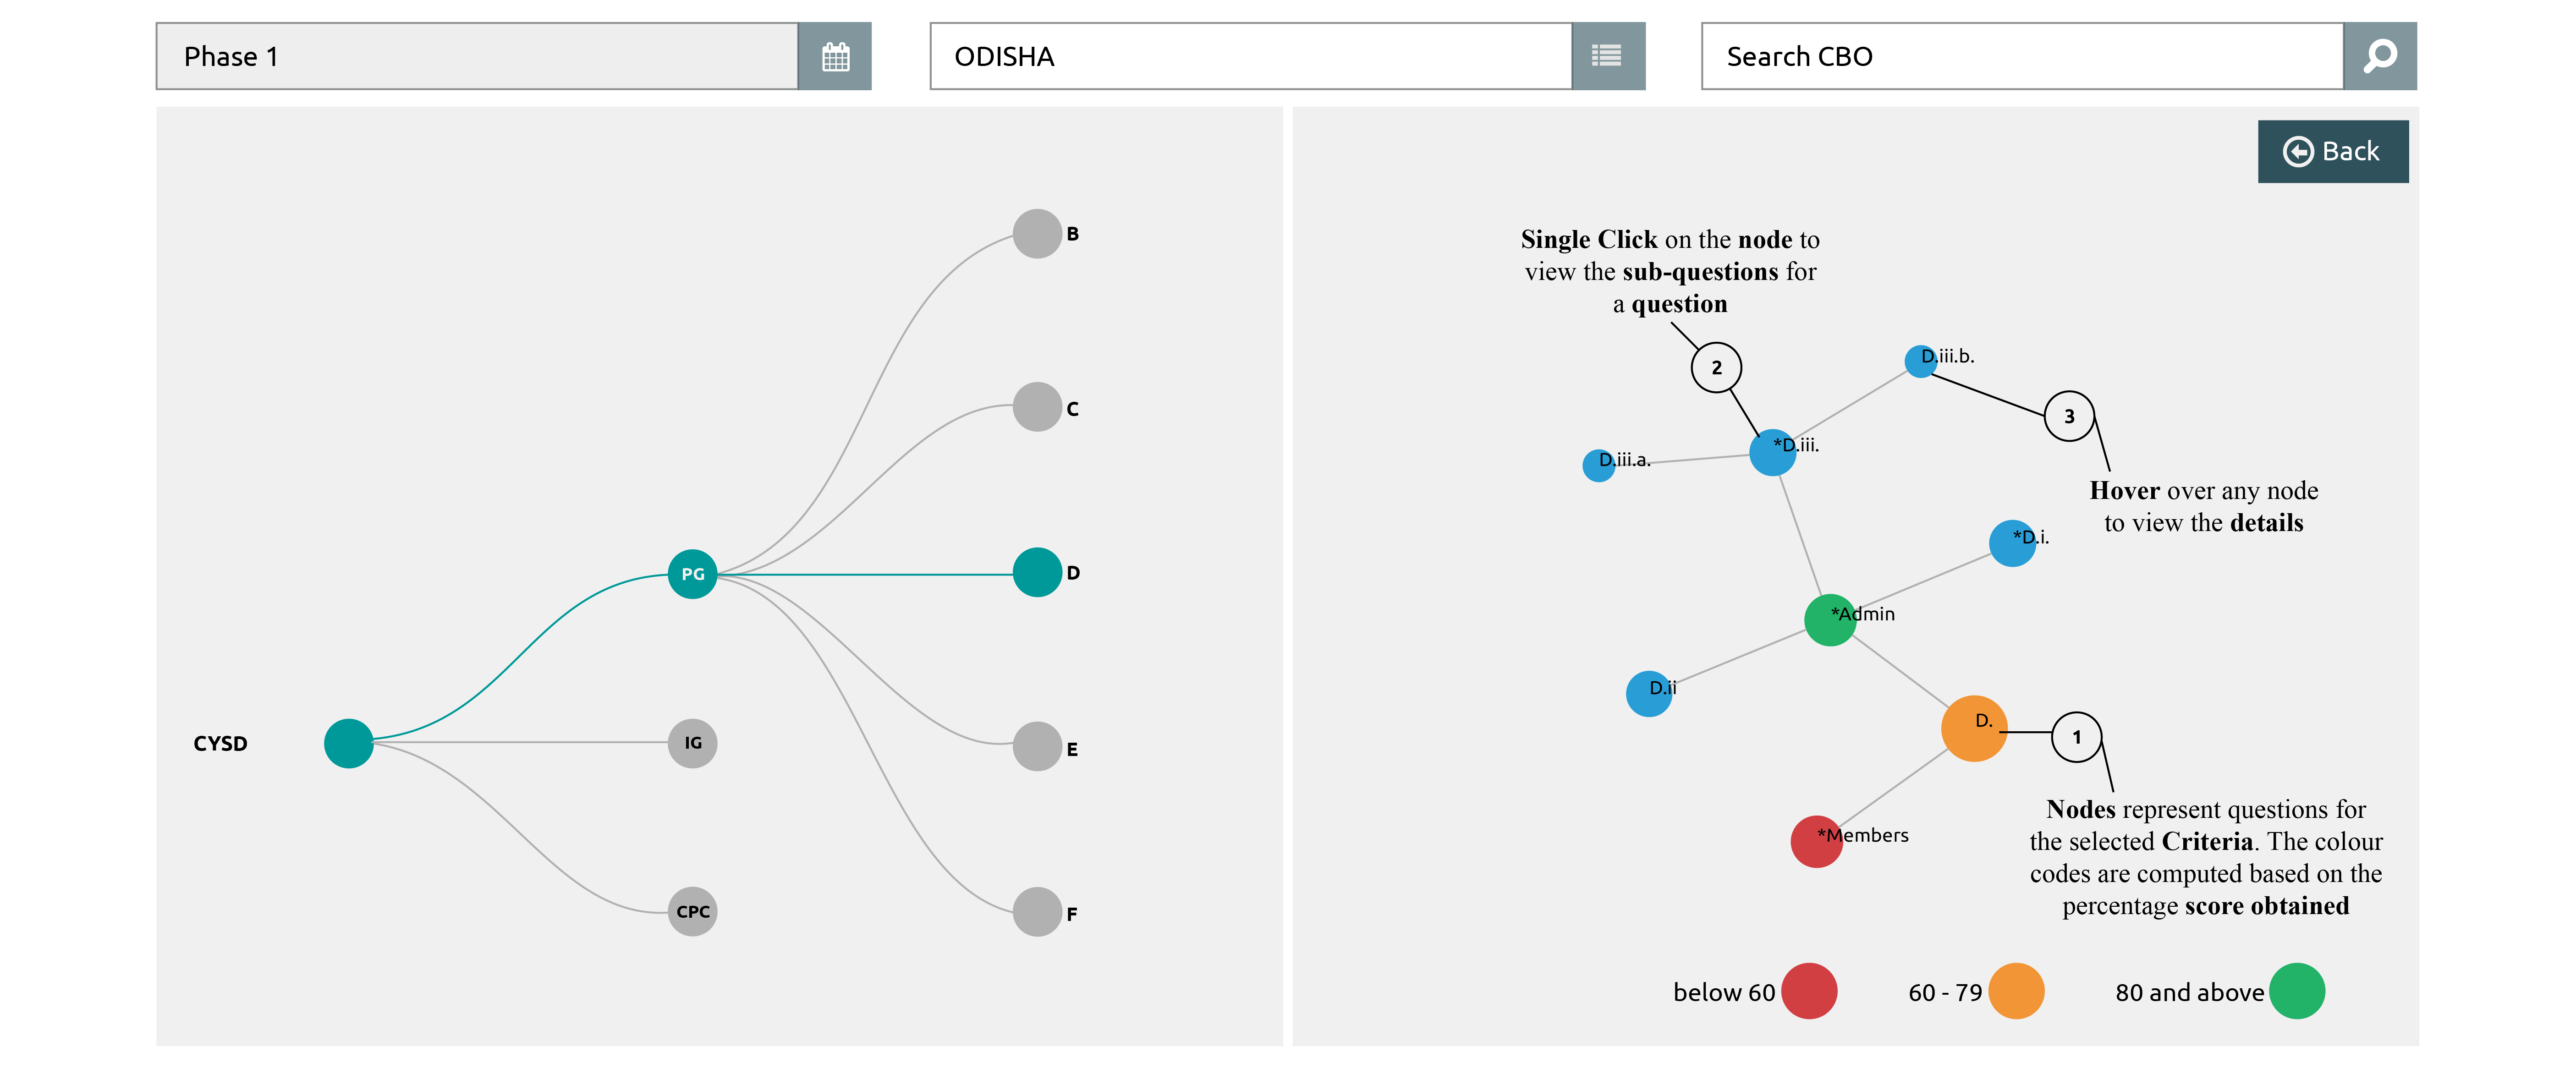 Phase 1
ODISHA
Search CBO
Back
B
C
D
E
F
PG
IG
CPC
CYSD
Single Click on the node to
view the sub-questions for
a question
2
D.iii.b.
3
*D.iii.
D.iii.a.
Hover over any node
to view the details
*D.i.
*Admin
D.ii
D.
1
*Members
Nodes represent questions for
the selected Criteria. The colour
codes are computed based on the
percentage score obtained
below 60
60 - 79
80 and above